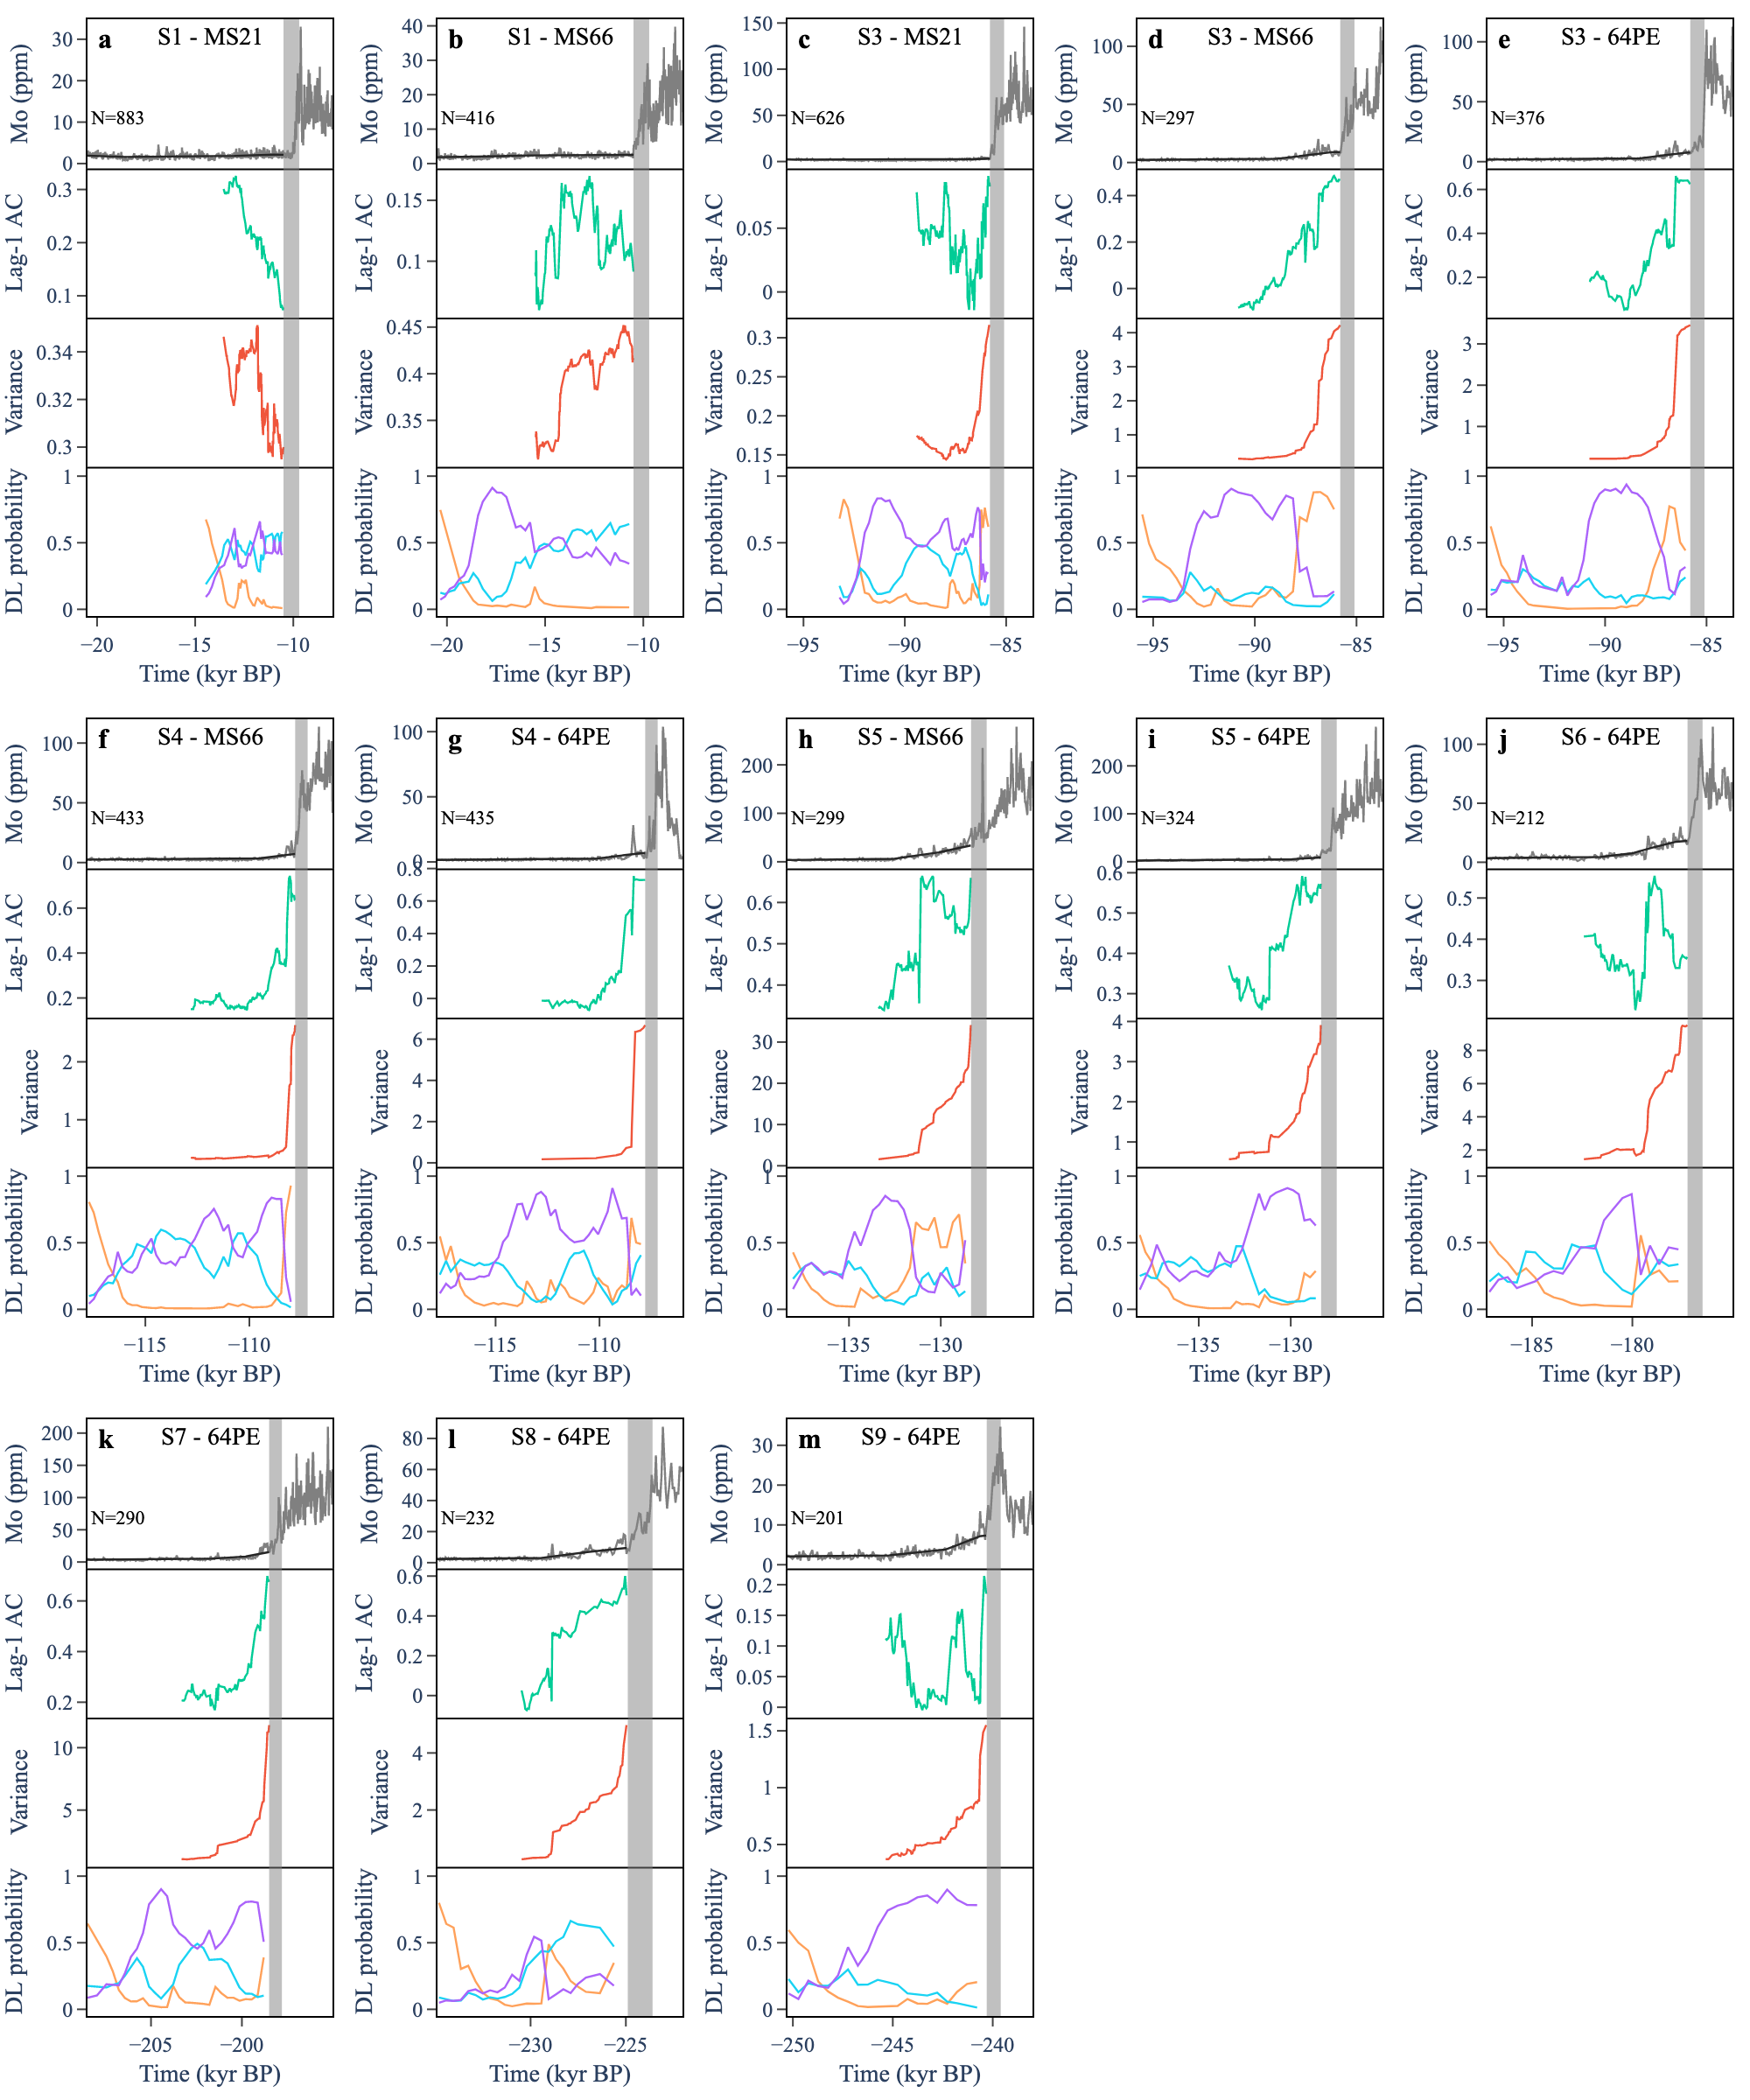 a S1 - MS21
Mo (ppm)
30
20
10
0
N=883
Lag-1 AC
0.3
0.2
0.1
Variance
0.34
0.32
0.3
DL probability
1
0.5
0
−20 −15 −10
Time (kyr BP)
b S1 - MS66
Mo (ppm)
40
30
20
10
0
N=416
Lag-1 AC
0.15
0.1
Variance
0.45
0.4
0.35
DL probability
1
0.5
0
−20 −15 −10
Time (kyr BP)
c S3 - MS21
Mo (ppm)
150
100
50
0
N=626
Lag-1 AC
0.05
0
Variance
0.3
0.25
0.2
0.15
DL probability
1
0.5
0
−95 −90 −85
Time (kyr BP)
d S3 - MS66
Mo (ppm)
100
50
0
N=297
Lag-1 AC
0.4
0.2
0
Variance
4
3
2
1
DL probability
1
0.5
0
−95 −90 −85
Time (kyr BP)
e S3 - 64PE
Mo (ppm)
100
50
0
N=376
Lag-1 AC
0.6
0.4
0.2
Variance
3
2
1
DL probability
1
0.5
0
−95 −90 −85
Time (kyr BP)
f S4 - MS66
Mo (ppm)
100
50
0
N=433
Lag-1 AC
0.6
0.4
0.2
Variance
2
1
DL probability
1
0.5
0
−115 −110
Time (kyr BP)
g S4 - 64PE
Mo (ppm)
100
50
0
N=435
Lag-1 AC
0.8
0.6
0.4
0.2
0
Variance
6
4
2
0
DL probability
1
0.5
0
−115 −110
Time (kyr BP)
h S5 - MS66
Mo (ppm)
200
100
0
N=299
Lag-1 AC
0.6
0.5
0.4
Variance
30
20
10
0
DL probability
1
0.5
0
−135 −130
Time (kyr BP)
i S5 - 64PE
Mo (ppm)
200
100
0
N=324
Lag-1 AC
0.6
0.5
0.4
0.3
Variance
4
3
2
1
DL probability
1
0.5
0
−135 −130
Time (kyr BP)
j S6 - 64PE
Mo (ppm)
100
50
0
N=212
Lag-1 AC
0.5
0.4
0.3
Variance
8
6
4
2
DL probability
1
0.5
0
−185 −180
Time (kyr BP)
k S7 - 64PE
Mo (ppm)
200
150
100
50
0
N=290
Lag-1 AC
0.6
0.4
0.2
Variance
10
5
DL probability
1
0.5
0
−205 −200
Time (kyr BP)
l S8 - 64PE
Mo (ppm)
80
60
40
20
0
N=232
Lag-1 AC
0.6
0.4
0.2
0
Variance
4
2
DL probability
1
0.5
0
−230 −225
Time (kyr BP)
m S9 - 64PE
Mo (ppm)
30
20
10
0
N=201
Lag-1 AC
0.2
0.15
0.1
0.05
0
Variance
1.5
1
0.5
DL probability
1
0.5
0
−250 −245 −240
Time (kyr BP)